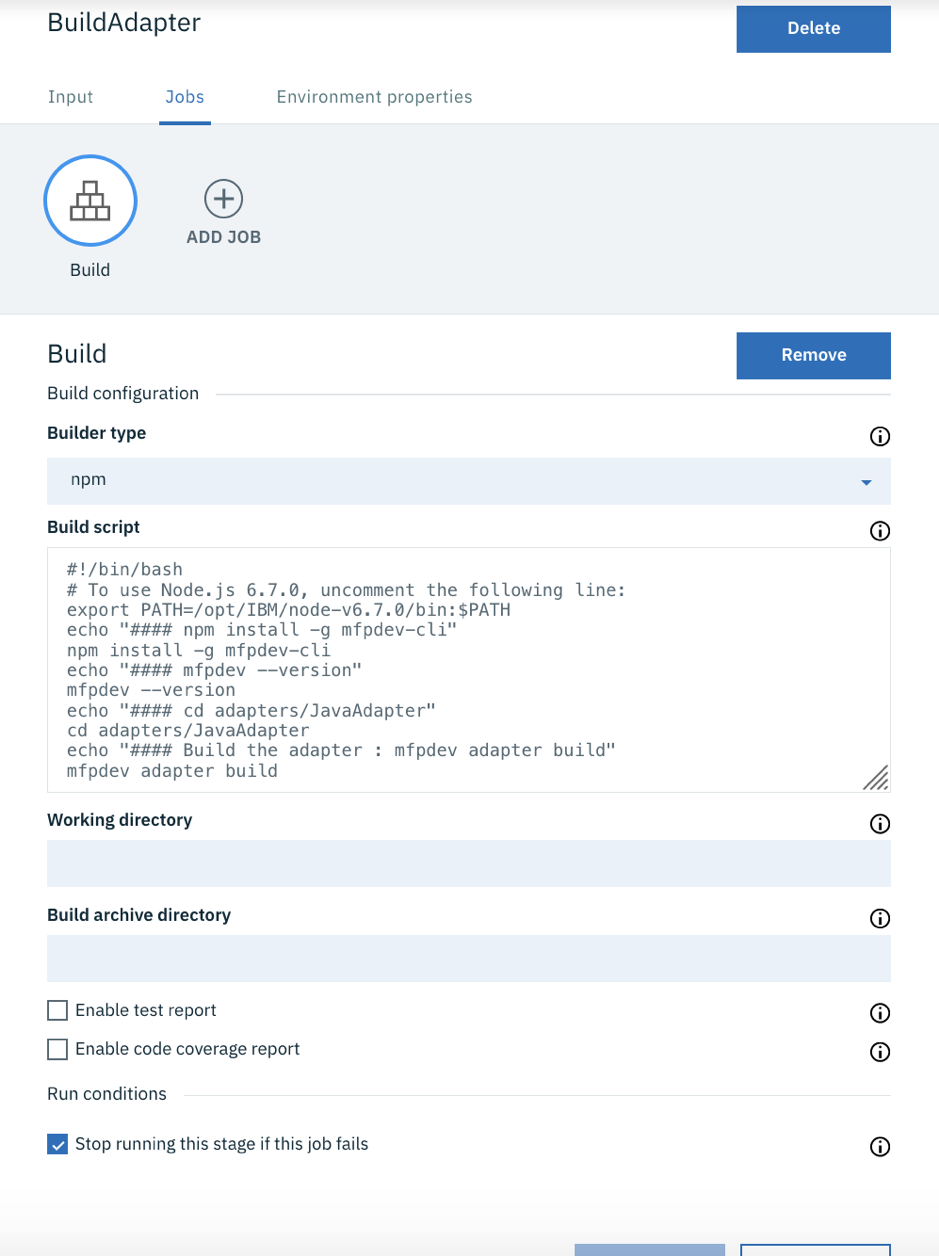 BuildAdapter
Delete
Input
Jobs
Environment properties
ADD JOB
Build
Build
Remove
Build configuration
Builder type
npm
Build script
#!/bin/bash
# To use Node.js 6.7.0, uncomment the following line:
export PATH=/opt/IBM/node-v6.7.0/bin:$PATH
echo "#### npm install -g mfpdev-cli"
npm install -g mfpdev-cli
echo "#### mfpdev --version"
mfpdev --version
echo "#### cd adapters/JavaAdapter"
cd adapters/JavaAdapter
echo "#### Build the adapter : mfpdev adapter build"
mfpdev adapter build
Working directory
Build archive directory
Enable test report
Enable code coverage report
Run conditions
Stop running this stage if this job fails